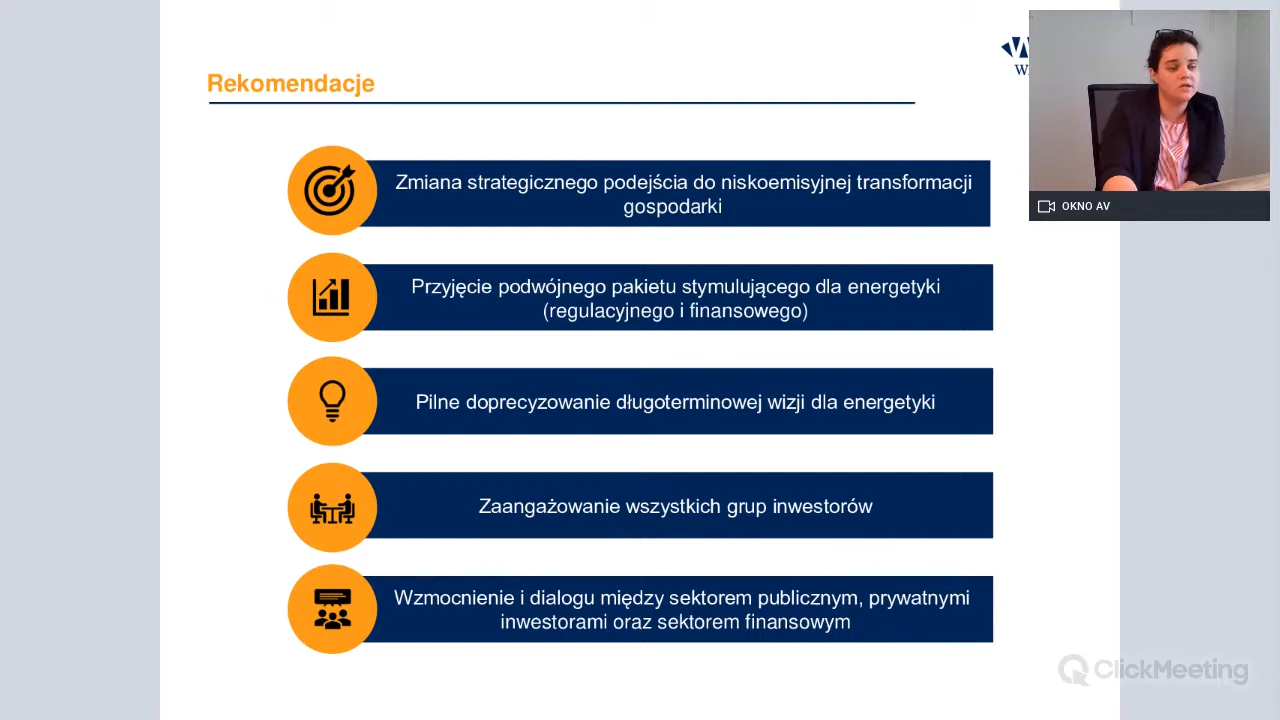 Rekomendacje
Zmiana strategicznego podejścia do niskoemisyjnej transformacji
gospodarki
Przyjęcie podwójnego pakietu stymulującego dla energetyki
(regulacyjnego i finansowego)
Pilne doprecyzowanie długoterminowej wizji dla energetyki
Zaangażowanie wszystkich grup inwestorów
Wzmocnienie i dialogu między sektorem publicznym, prywatnymi
inwestorami oraz sektorem finansowym
OKNO AV
ClickMeeting